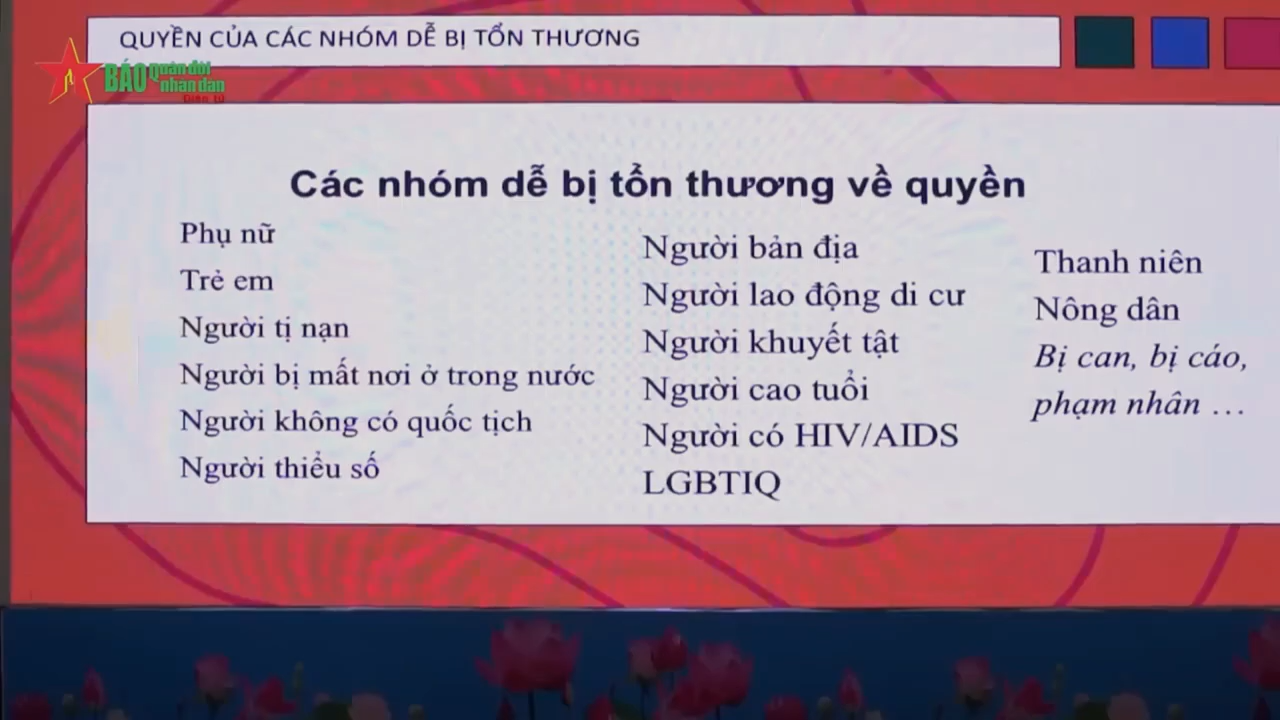 QUYỀN CỦA CÁC NHÓM DỄ BỊ TỔN THƯƠNG
BÁO Quân đội
nhân dân
Điện tử
Các nhóm dễ bị tổn thương về quyền
Phụ nữ
Trẻ em
Người tị nạn
Người bị mất nơi ở trong nước
Người không có quốc tịch
Người thiểu số
Người bản địa
Người lao động di cư
Người khuyết tật
Người cao tuổi
Người có HIV/AIDS
LGBTIQ
Thanh niên
Nông dân
Bị can, bị cáo,
phạm nhân …